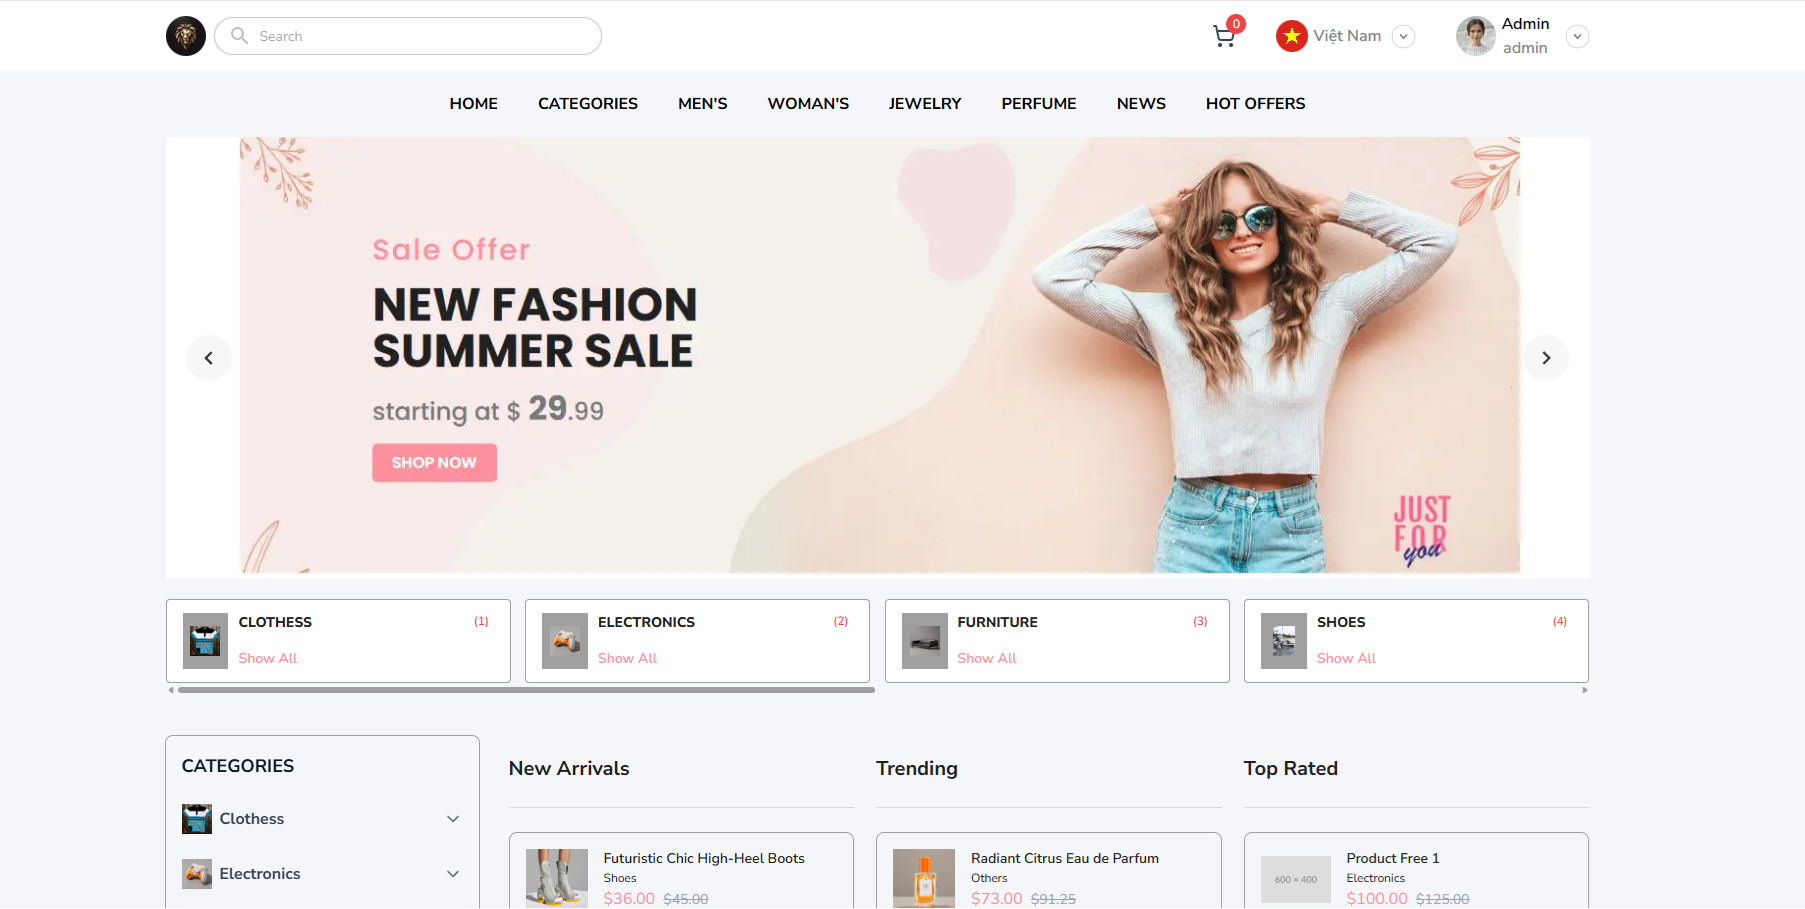 Search
0
Việt Nam
Admin
admin
HOME CATEGORIES MEN'S WOMAN'S JEWELRY PERFUME NEWS HOT OFFERS
Sale Offer
NEW FASHION
SUMMER SALE
starting at $ 29.99
SHOP NOW
JUST
FOR
you
CLOTHESS (1)
Show All
ELECTRONICS (2)
Show All
FURNITURE (3)
Show All
SHOES (4)
Show All
CATEGORIES
Clothess
Electronics
New Arrivals
Futuristic Chic High-Heel Boots
Shoes
$36.00 $45.00
Trending
Radiant Citrus Eau de Parfum
Others
$73.00 $91.25
Top Rated
600 × 400
Product Free 1
Electronics
$100.00 $125.00